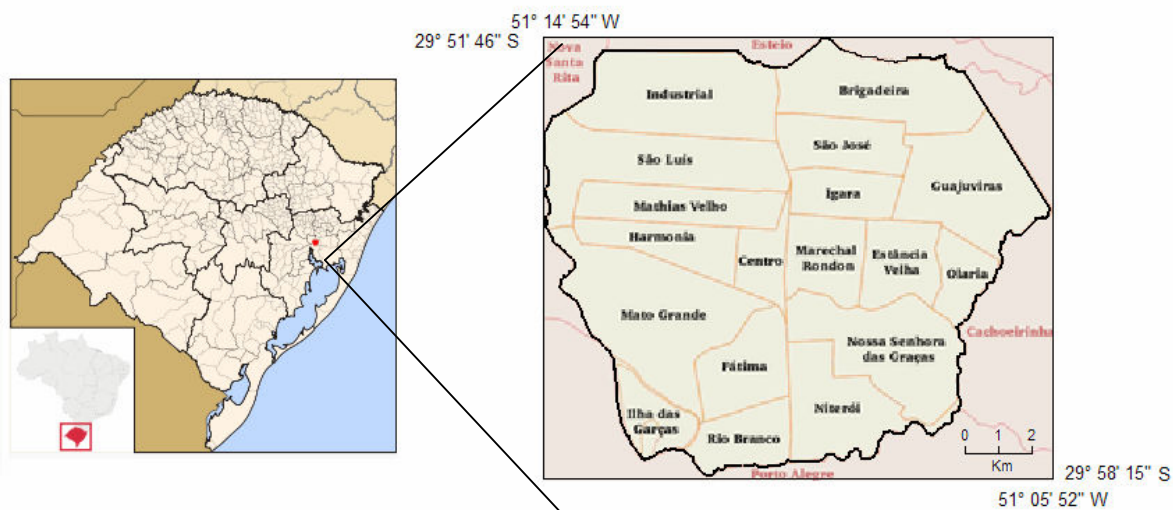 51° 14' 54" W
29° 51' 46" S
Nova
Santa
Rita
Esteio
Industrial
Brigadeira
São José
São Luís
Igara
Guajuviras
Mathias Velho
Harmonia
Centro
Marechal
Rondon
Estância
Velha
Olaria
Mato Grande
Cachoeirinha
Nossa Senhora
das Graças
Fátima
Niterói
Ilha das
Garças
Rio Branco
0 1 2
Km
Porto Alegre
29° 58' 15" S
51° 05' 52" W